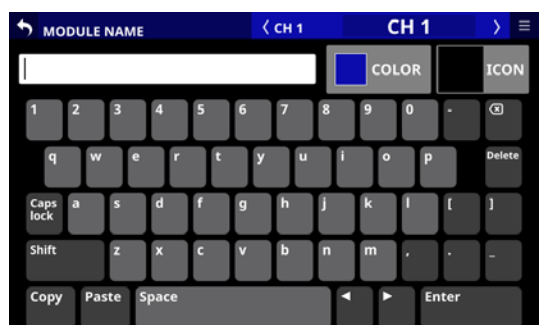 MODULE NAME CH 1 CH 1
COLOR ICON
1 2 3 4 5 6 7 8 9 0 -
q w e r t y u i o p Delete
Caps lock a s d f g h j k l [ ]
Shift z x c v b n m , . _
Copy Paste Space Enter